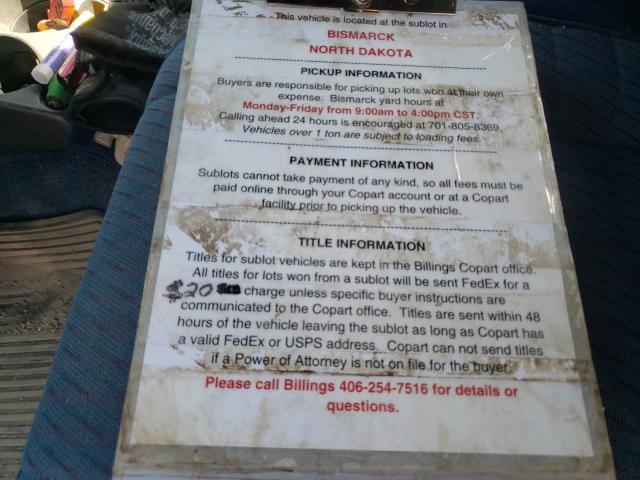 This vehicle is located at the sublot in
BISMARCK
NORTH DAKOTA
PICKUP INFORMATION
Buyers are responsible for picking up lots won at their own
expense. Bismarck yard hours at
Monday-Friday from 9:00am to 4:00pm CST.
Calling ahead 24 hours is encouraged at 701-805-8369.
Vehicles over 1 ton are subject to loading fees.
PAYMENT INFORMATION
Sublots cannot take payment of any kind, so all fees must be
paid online through your Copart account or at a Copart
facility prior to picking up the vehicle.
TITLE INFORMATION
Titles for sublot vehicles are kept in the Billings Copart office.
All titles for lots won from a sublot will be sent FedEx for a
$20 charge unless specific buyer instructions are
communicated to the Copart office. Titles are sent within 48
hours of the vehicle leaving the sublot as long as Copart has
a valid FedEx or USPS address. Copart can not send titles
if a Power of Attorney is not on file for the buyer.
Please call Billings 406-254-7516 for details or
questions.